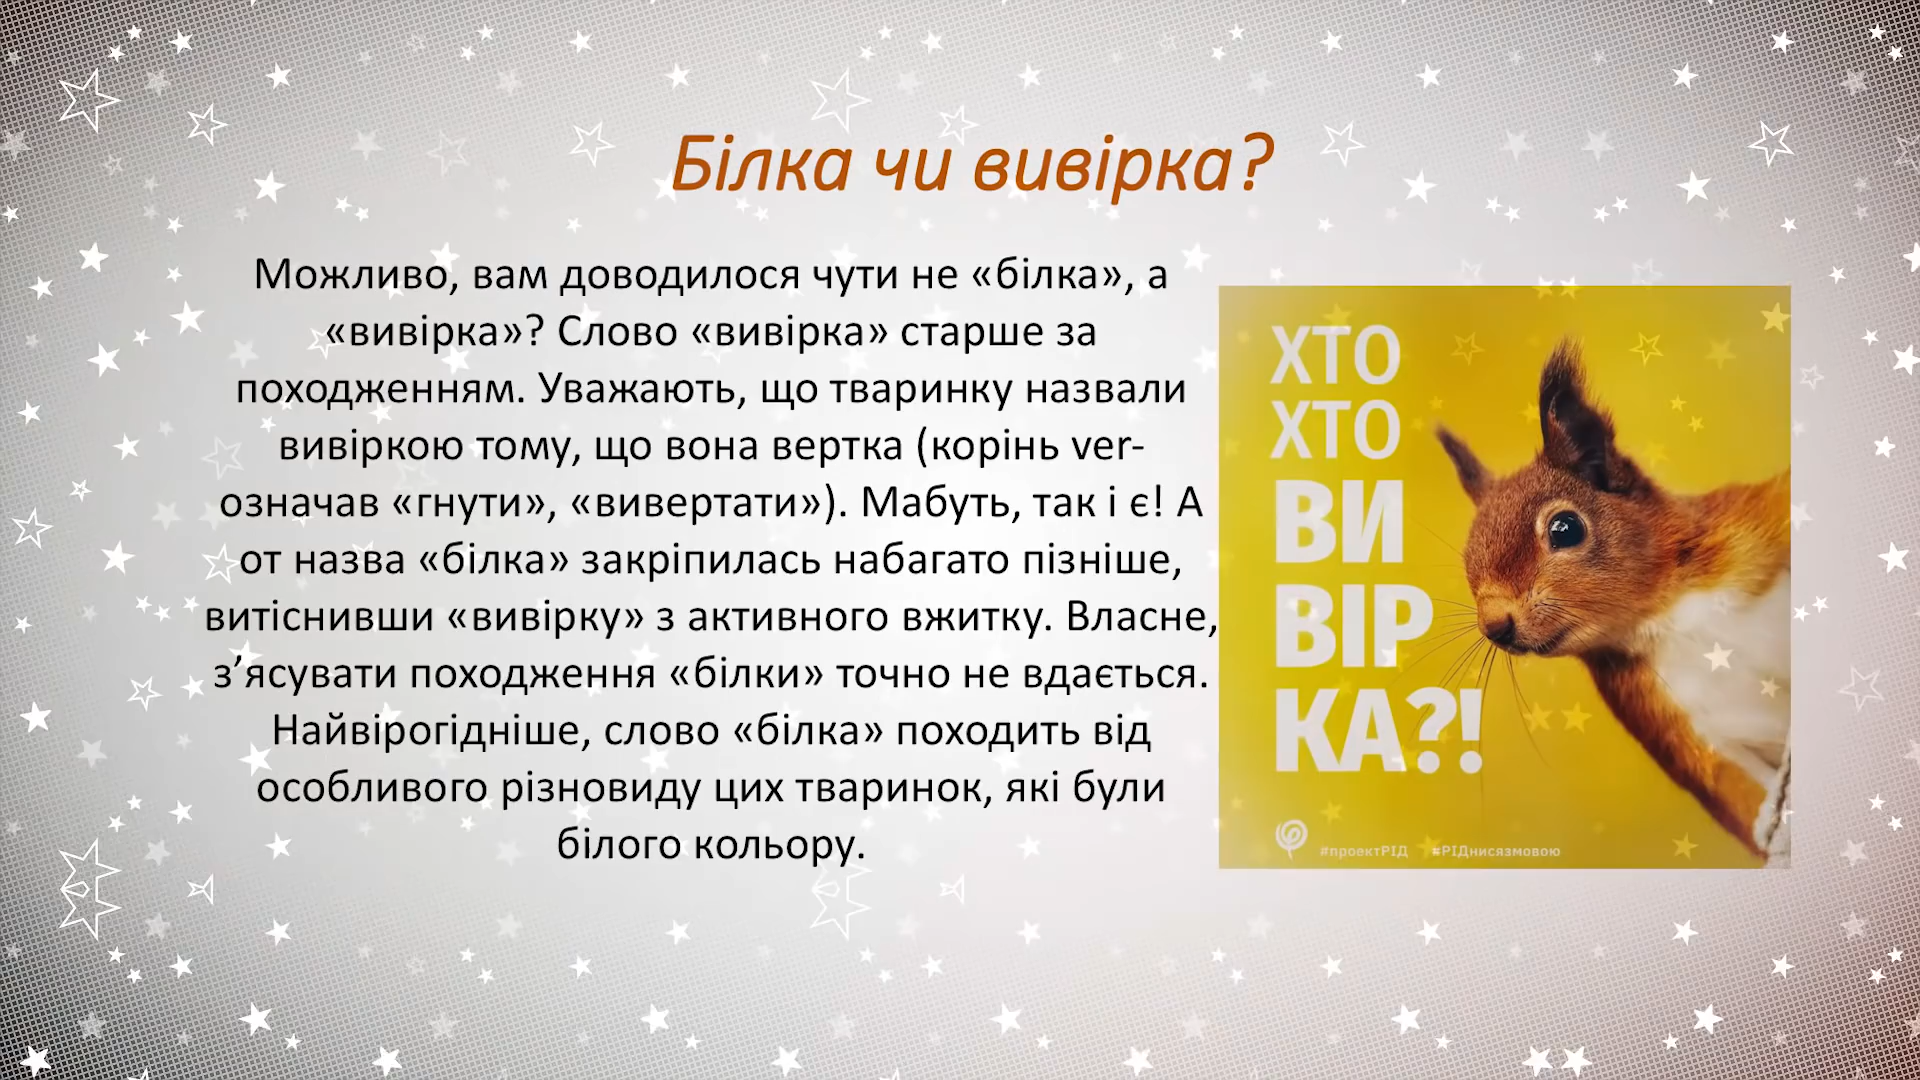 Білка чи вивірка?
Можливо, вам доводилося чути не «білка», а
«вивірка»? Слово «вивірка» старше за
походженням. Уважають, що тваринку назвали
вивіркою тому, що вона вертка (корінь ver-
означав «гнути», «вивертати»). Мабуть, так і є! А
от назва «білка» закріпилась набагато пізніше,
витіснивши «вивірку» з активного вжитку. Власне,
з’ясувати походження «білки» точно не вдається.
Найвірогідніше, слово «білка» походить від
особливого різновиду цих тваринок, які були
білого кольору.
ХТО
ХТО
ВИ
ВІР
КА?!
#проектРІД #РІДнисязмовою